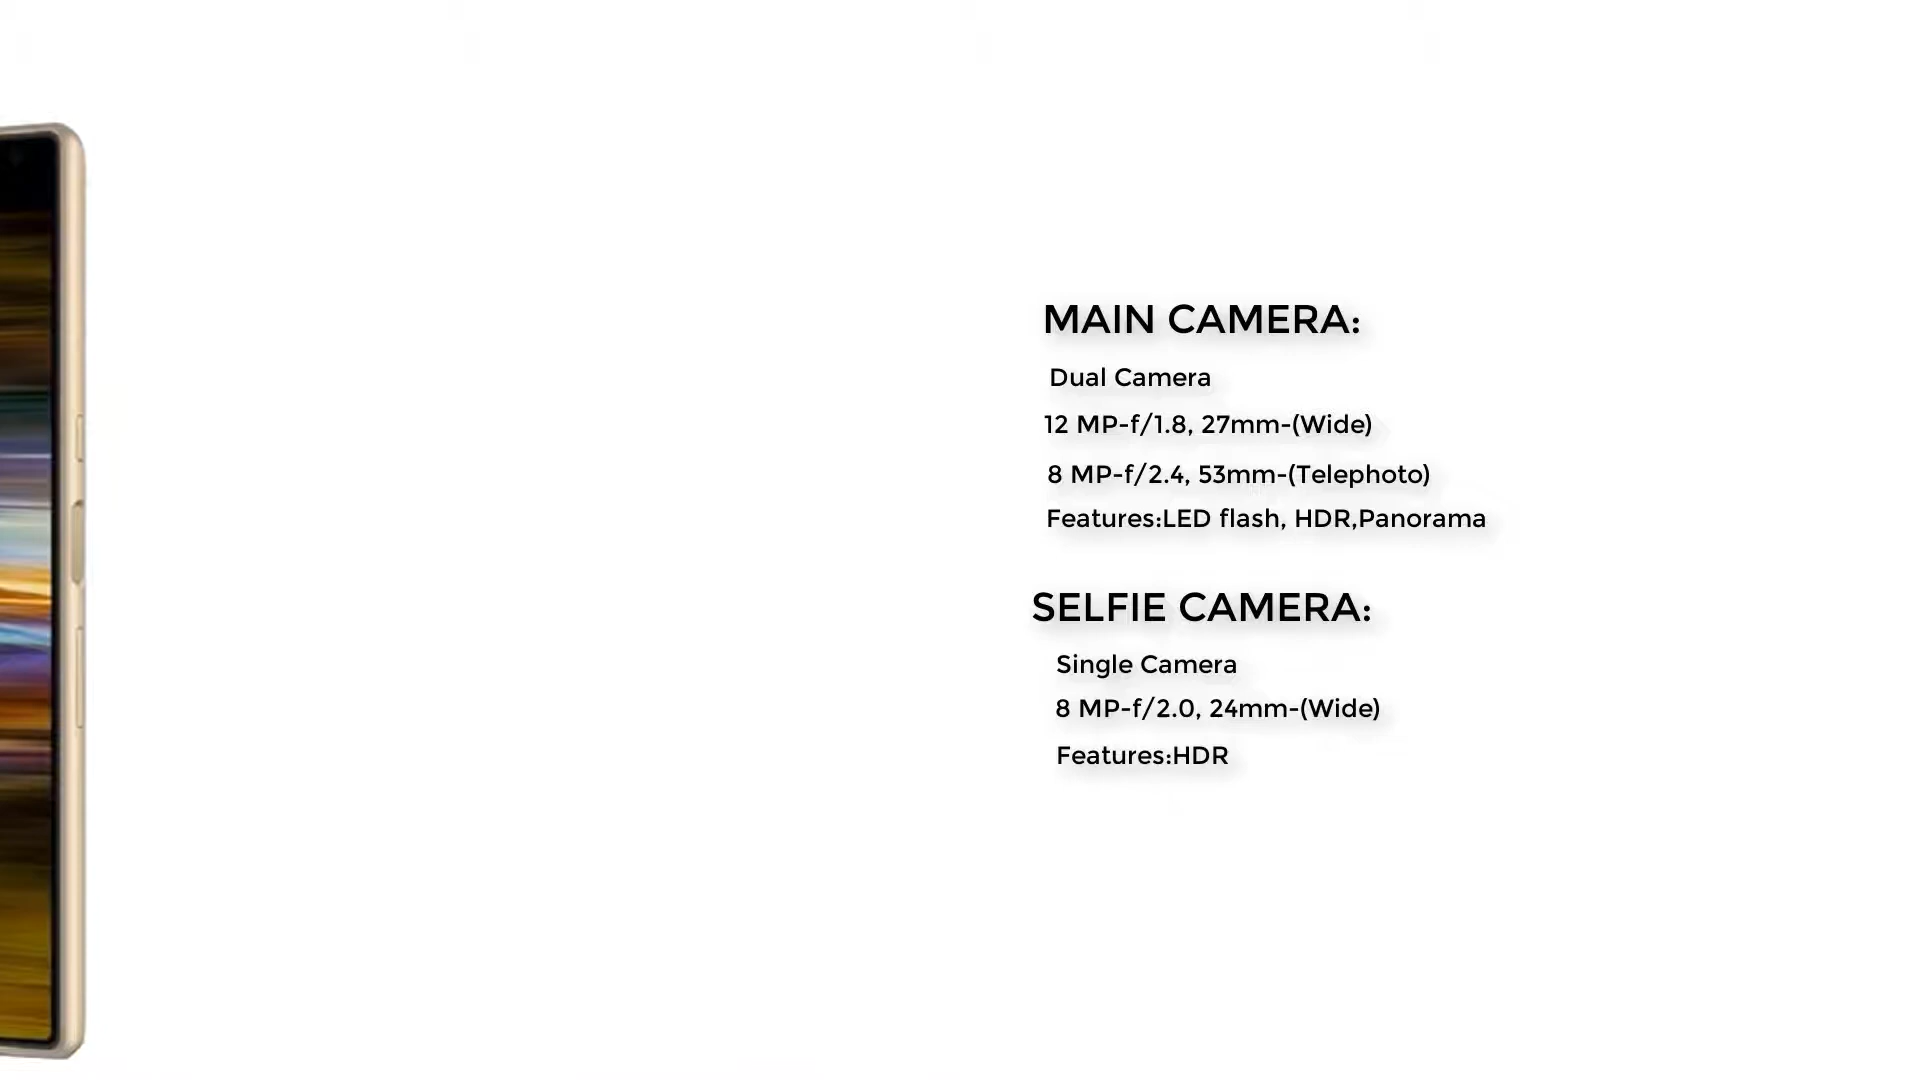 MAIN CAMERA:
Dual Camera
12 MP-f/1.8, 27mm-(Wide)
8 MP-f/2.4, 53mm-(Telephoto)
Features:LED flash, HDR,Panorama
SELFIE CAMERA:
Single Camera
8 MP-f/2.0, 24mm-(Wide)
Features:HDR